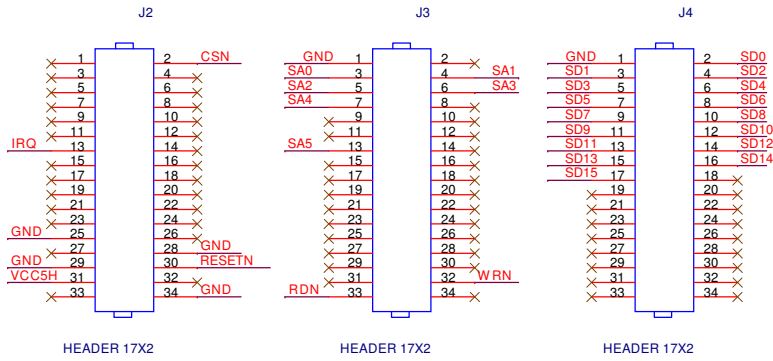 J2 J3 J4
1 2 CSN GND 1 2 GND 1 2 SD0
3 4 SA0 3 4 SA1 SD1 3 4 SD2
5 6 SA2 5 6 SA3 SD3 5 6 SD4
7 8 SA4 7 8 SD5 7 8 SD6
9 10 9 10 SD7 9 10 SD8
11 12 11 12 SD9 11 12 SD10
IRQ 13 14 SA5 13 14 SD11 13 14 SD12
15 16 15 16 SD13 15 16 SD14
17 18 17 18 SD15 17 18
19 20 19 20 19 20
21 22 21 22 21 22
23 24 23 24 23 24
GND 25 26 25 26 25 26
27 28 GND 27 28 27 28
GND 29 30 RESETN 29 30 29 30
VCC5H 31 32 31 32 WRN 31 32
33 34 GND RDN 33 34 33 34
HEADER 17X2 HEADER 17X2 HEADER 17X2